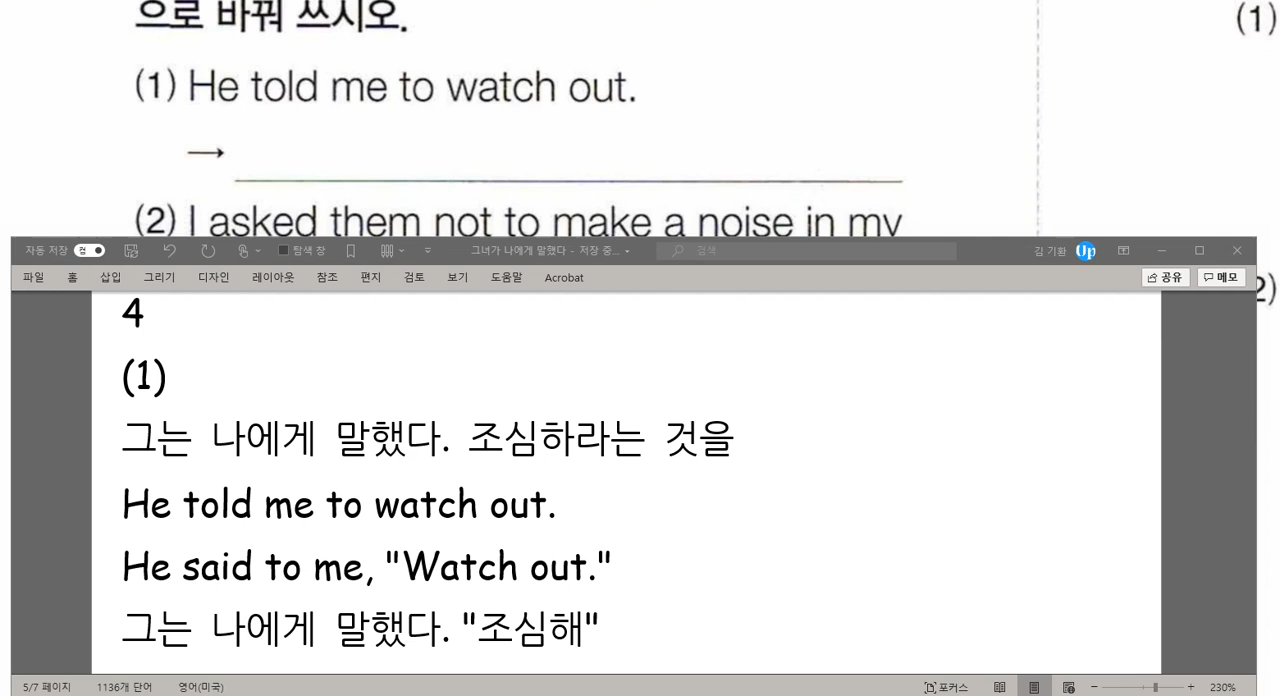 으로 바꿔 쓰시오.
(1)
(1) He told me to watch out.
→
(2) I asked them not to make a noise in my
자동 저장 탐색 창 그녀가 나에게 말했다 - 저장 중... 검색 김 기환 Up
파일 홈 삽입 그리기 디자인 레이아웃 참조 편지 검토 보기 도움말 Acrobat 공유 메모
2)
4
(1)
그는 나에게 말했다. 조심하라는 것을
He told me to watch out.
He said to me, "Watch out."
그는 나에게 말했다. "조심해"
5/7 페이지 1136개 단어 영어(미국) 포커스 230%